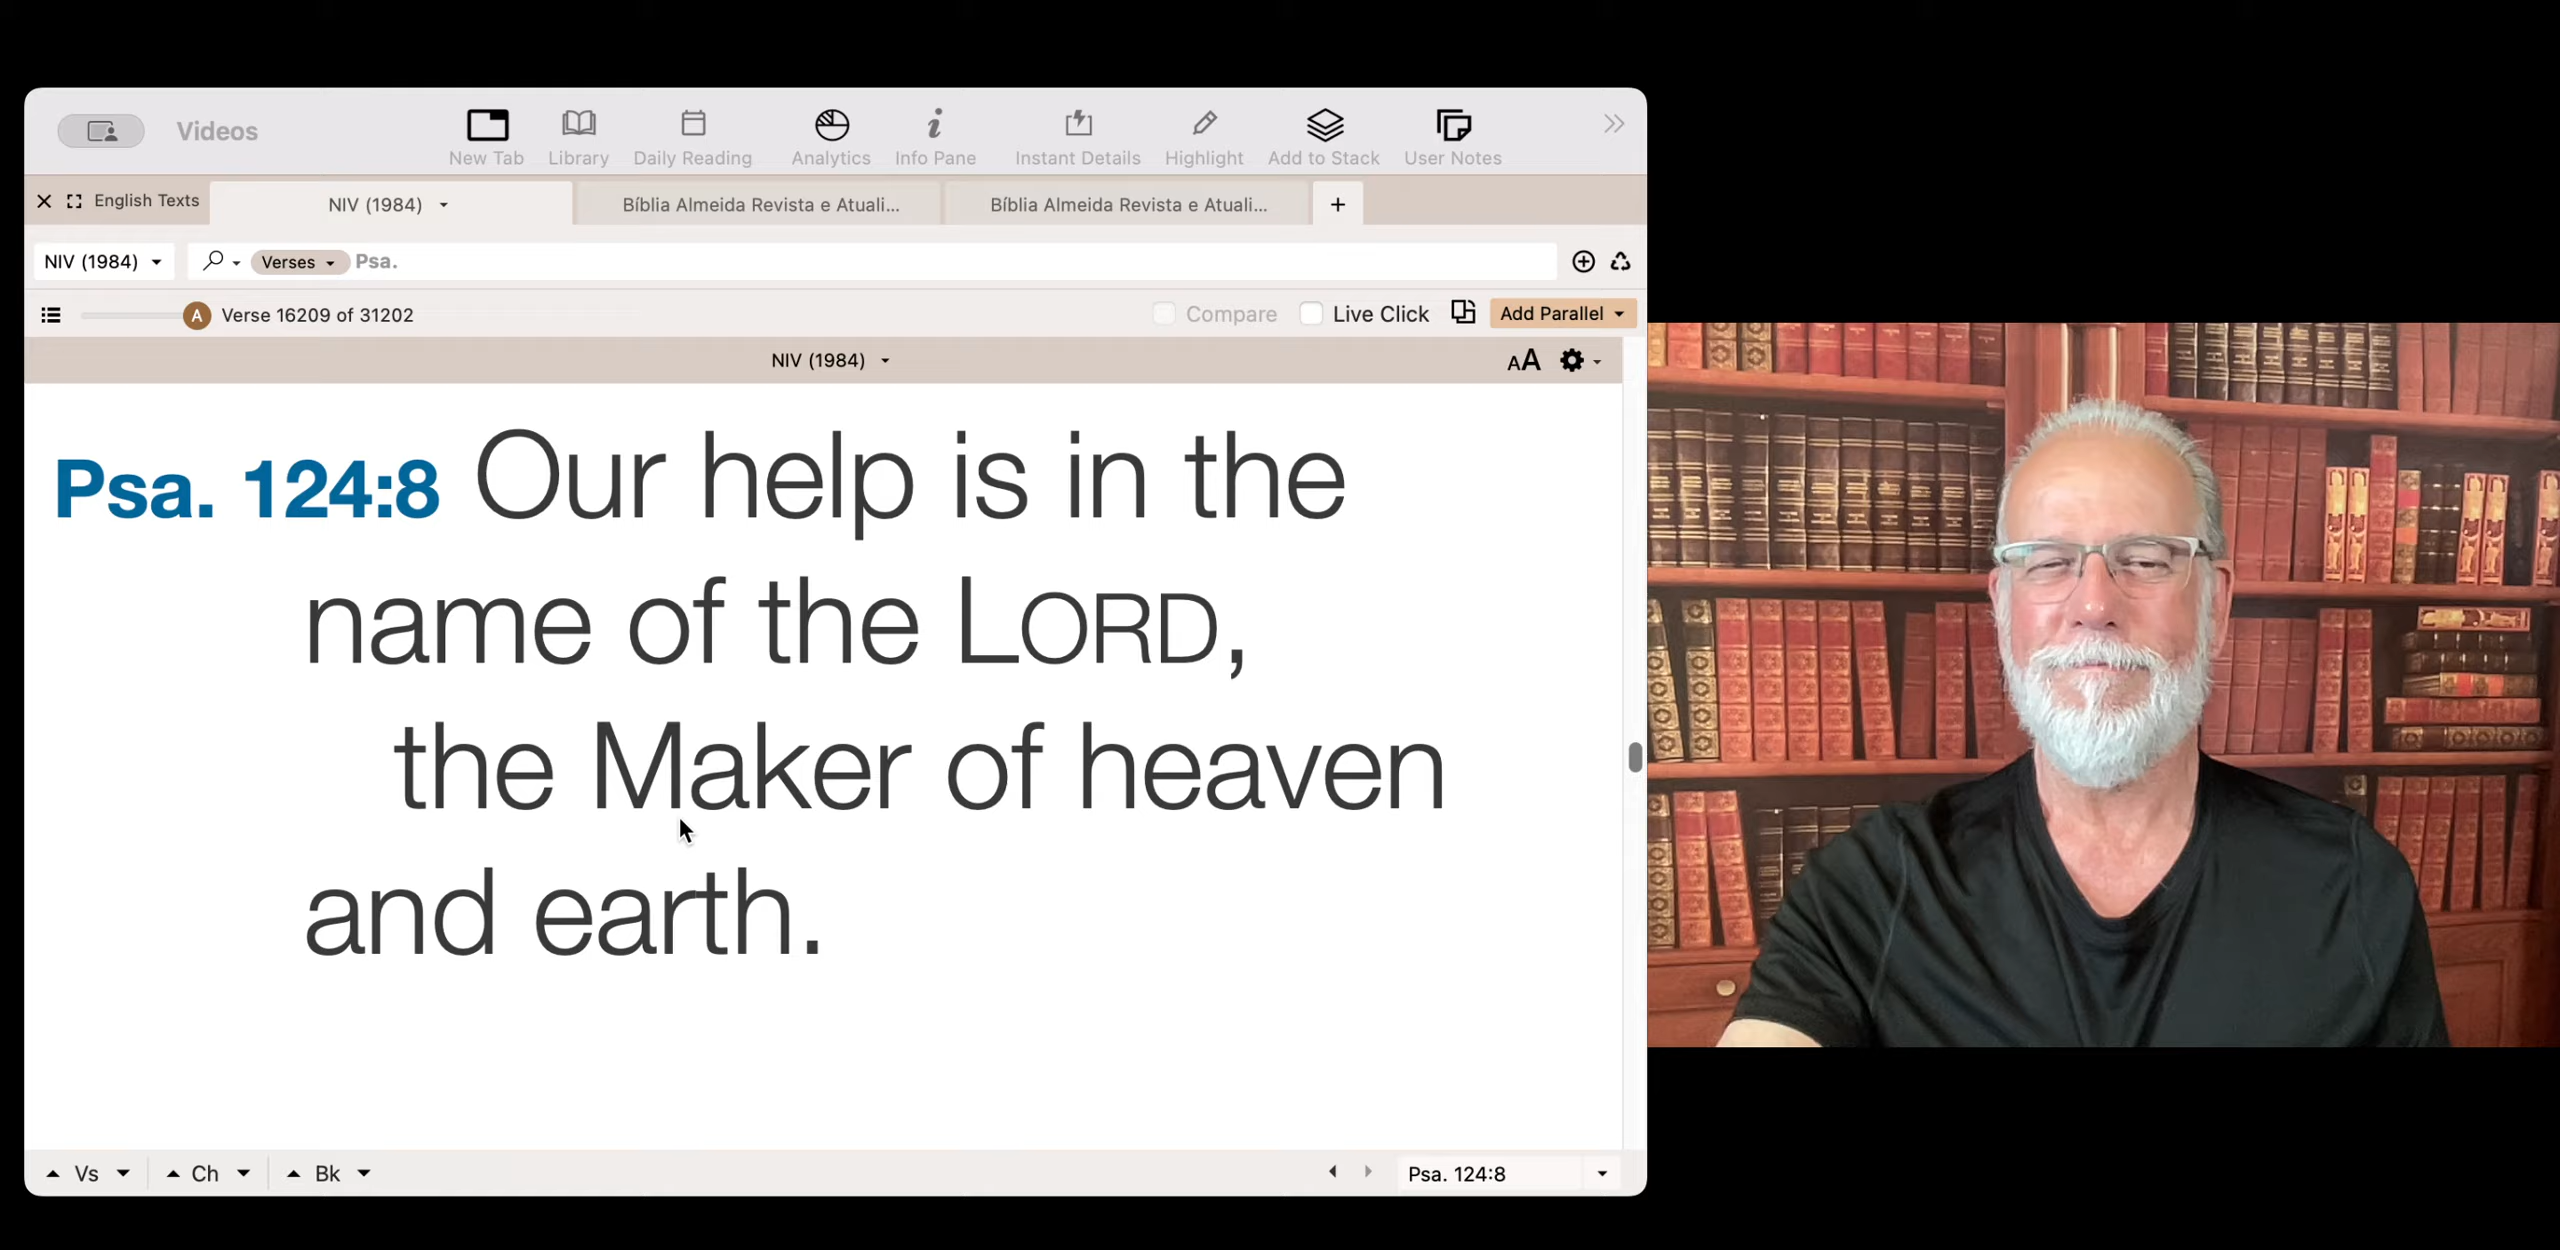 Videos
New Tab
Library
Daily Reading
Analytics
Info Pane
Instant Details
Highlight
Add to Stack
User Notes
English Texts
NIV (1984)
Bíblia Almeida Revista e Atuali...
Bíblia Almeida Revista e Atuali...
NIV (1984)
Verses
Psa.
A
Verse 16209 of 31202
Compare
Live Click
Add Parallel
NIV (1984)
AA
Psa. 124:8 Our help is in the
name of the LORD,
the Maker of heaven
and earth.
Vs
Ch
Bk
Psa. 124:8